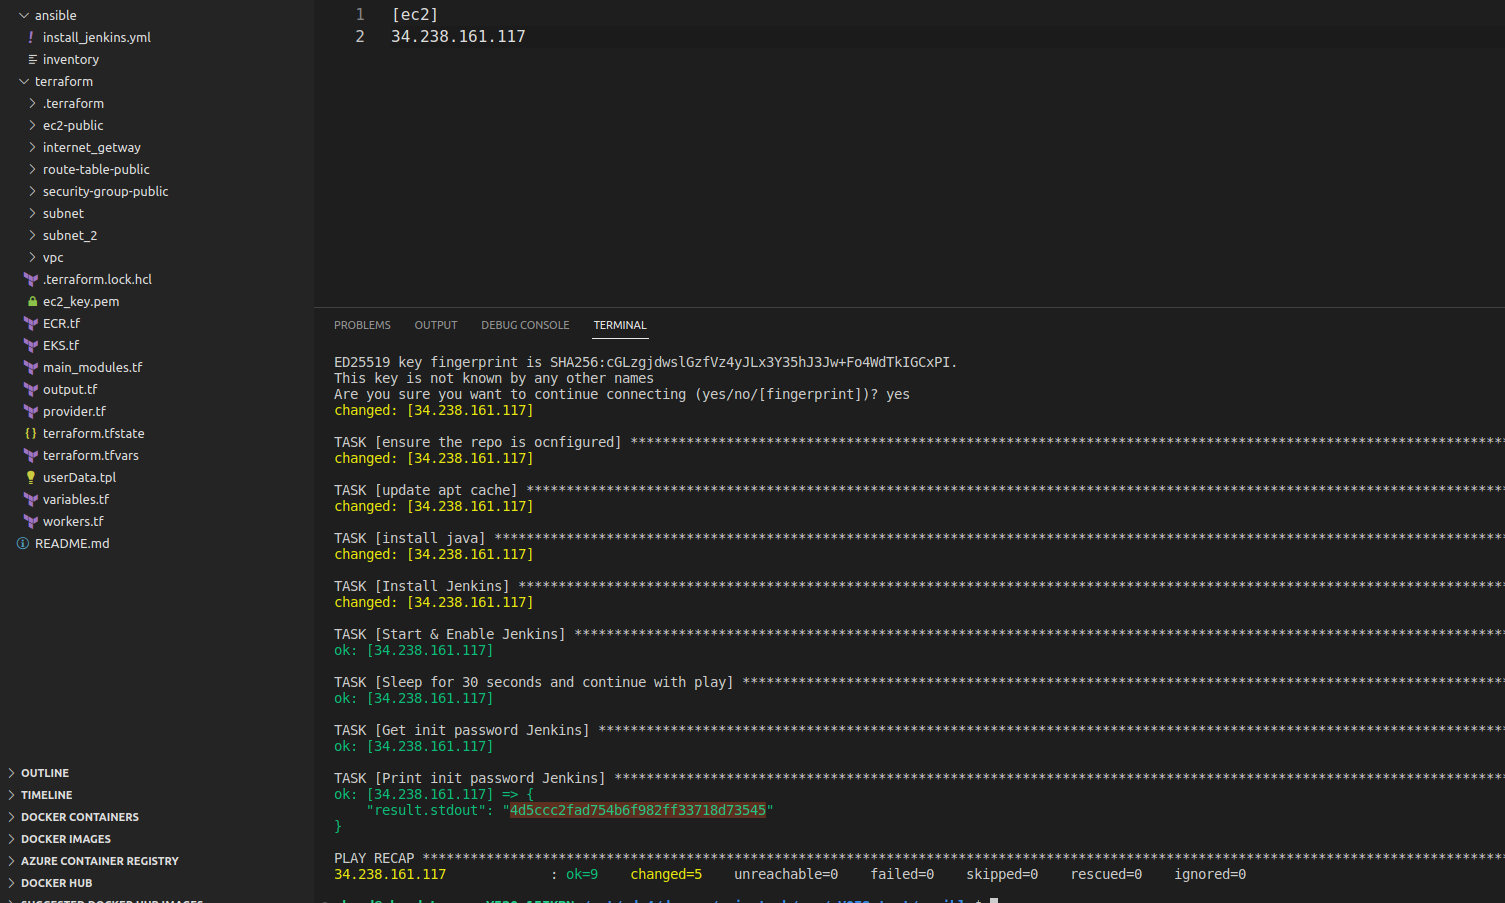 ansible
! install_jenkins.yml
inventory
terraform
.terraform
ec2-public
internet_getway
route-table-public
security-group-public
subnet
subnet_2
vpc
.terraform.lock.hcl
ec2_key.pem
ECR.tf
EKS.tf
main_modules.tf
output.tf
provider.tf
{} terraform.tfstate
terraform.tfvars
userData.tpl
variables.tf
workers.tf
README.md
OUTLINE
TIMELINE
DOCKER CONTAINERS
DOCKER IMAGES
AZURE CONTAINER REGISTRY
DOCKER HUB
SUGGESTED DOCKER HUB IMAGES
1 [ec2]
2 34.238.161.117
PROBLEMS OUTPUT DEBUG CONSOLE TERMINAL
ED25519 key fingerprint is SHA256:cGLzgjdwslGzfVz4yJLx3Y35hJ3Jw+Fo4WdTkIGCxPI.
This key is not known by any other names
Are you sure you want to continue connecting (yes/no/[fingerprint])? yes
changed: [34.238.161.117]
TASK [ensure the repo is ocnfigured] *************************************************************************************************************
changed: [34.238.161.117]
TASK [update apt cache] **************************************************************************************************************************
changed: [34.238.161.117]
TASK [install java] ******************************************************************************************************************************
changed: [34.238.161.117]
TASK [Install Jenkins] ***************************************************************************************************************************
changed: [34.238.161.117]
TASK [Start & Enable Jenkins] ********************************************************************************************************************
ok: [34.238.161.117]
TASK [Sleep for 30 seconds and continue with play] ***********************************************************************************************
ok: [34.238.161.117]
TASK [Get init password Jenkins] *****************************************************************************************************************
ok: [34.238.161.117]
TASK [Print init password Jenkins] ***************************************************************************************************************
ok: [34.238.161.117] => {
"result.stdout": "4d5ccc2fad754b6f982ff33718d73545"
}
PLAY RECAP ***************************************************************************************************************************************
34.238.161.117 : ok=9 changed=5 unreachable=0 failed=0 skipped=0 rescued=0 ignored=0